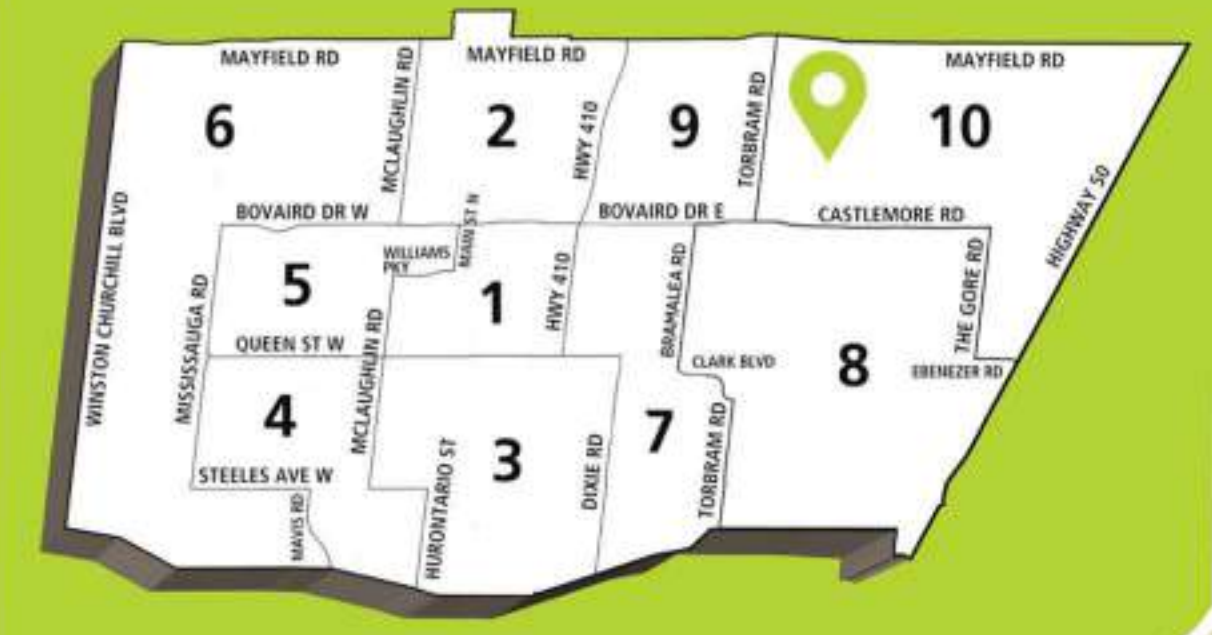 MAYFIELD RD
MAYFIELD RD
MAYFIELD RD
6
MCLAUGHLIN RD
2
HWY 410
9
TORBRAM RD
10
WINSTON CHURCHILL BLVD
BOVAIRD DR W
MAIN ST N
BOVAIRD DR E
CASTLEMORE RD
HIGHWAY 50
MISSISSAUGA RD
5
WILLIAMS
PKY
1
HWY 410
BRAMALEA RD
THE GORE RD
QUEEN ST W
MCLAUGHLIN RD
CLARK BLVD
8
EBENEZER RD
4
3
DIXIE RD
7
TORBRAM RD
STEELES AVE W
MAVIS RD
HURONTARIO ST